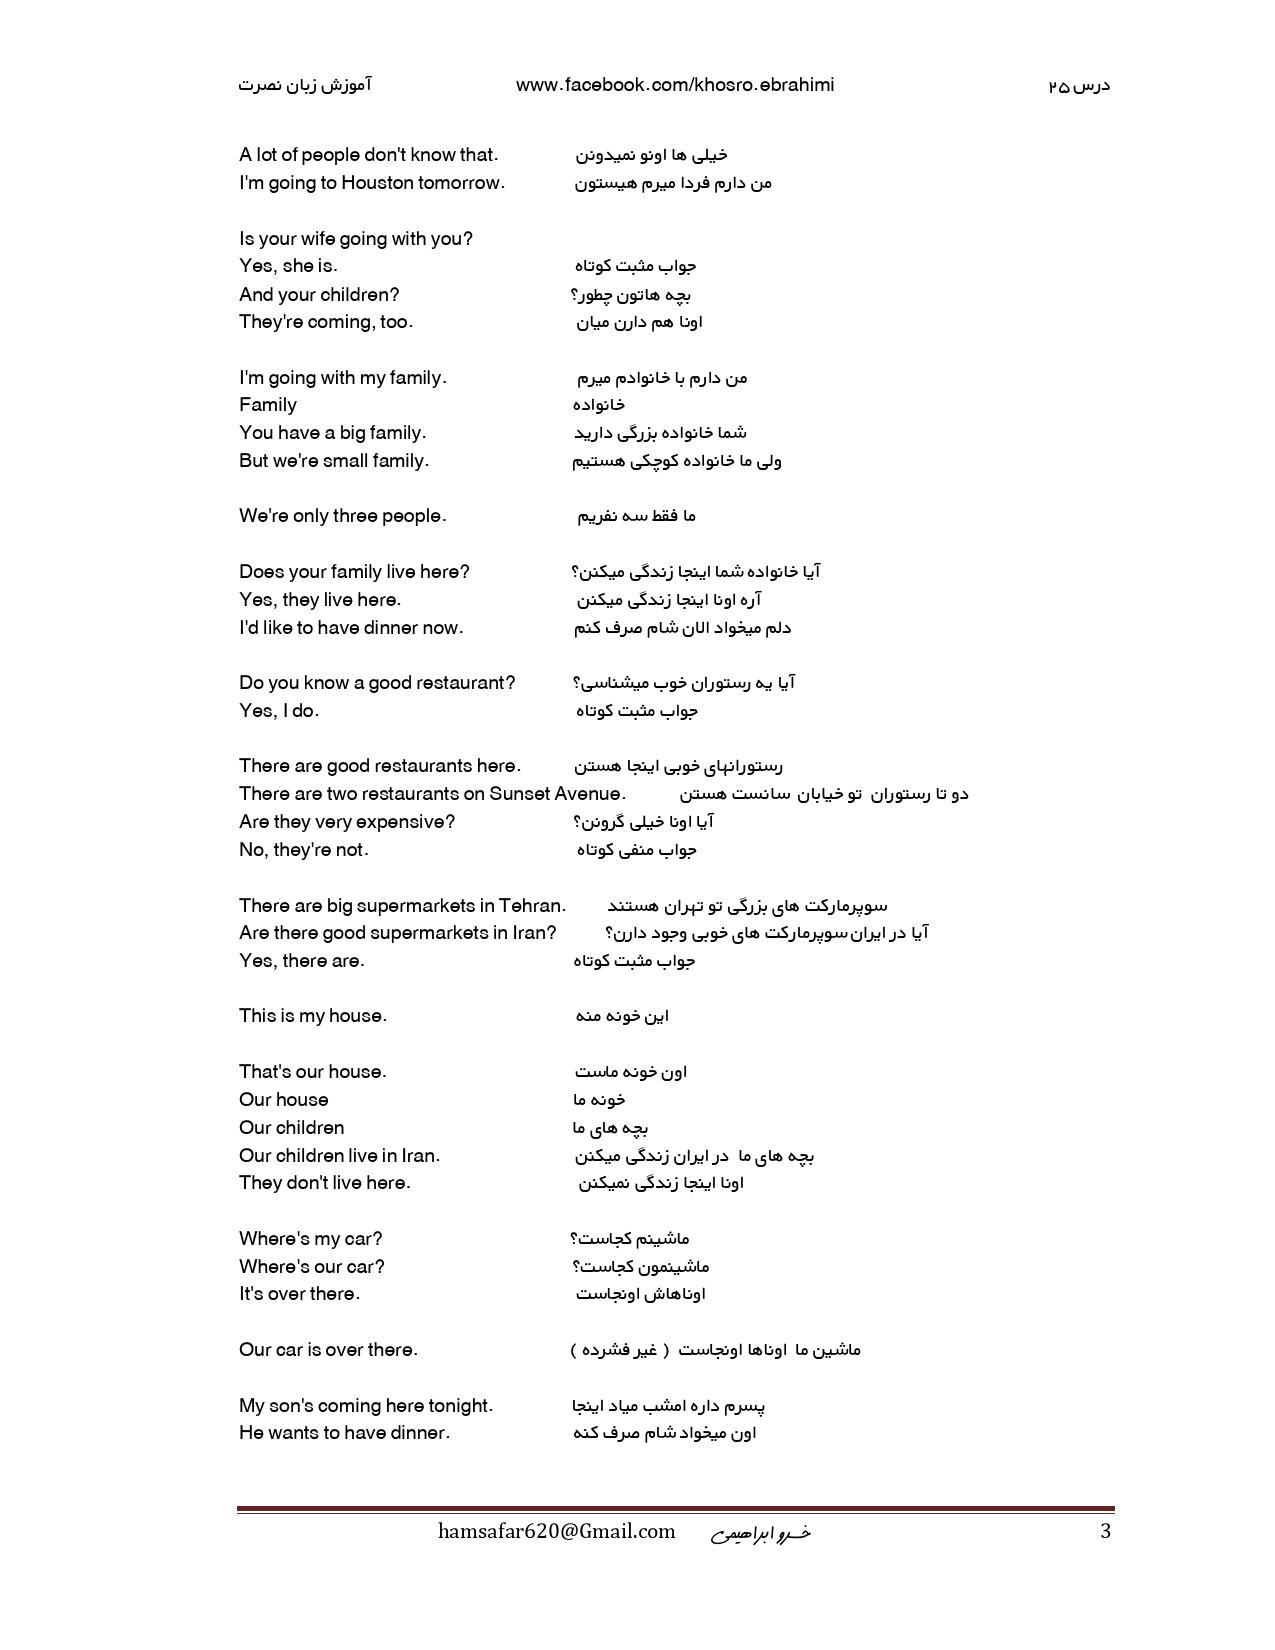 آموزش زبان نصرت www.facebook.com/khosro.ebrahimi درس ۲۵
A lot of people don't know that. خیلی ها اونو نمیدونن
I'm going to Houston tomorrow. من دارم فردا میرم هیستون
Is your wife going with you?
Yes, she is. جواب مثبت کوتاه
And your children? بچه هاتون چطور؟
They're coming, too. اونا هم دارن میان
I'm going with my family. من دارم با خانوادم میرم
Family خانواده
You have a big family. شما خانواده بزرگی دارید
But we're small family. ولی ما خانواده کوچکی هستیم
We're only three people. ما فقط سه نفریم
Does your family live here? آیا خانواده شما اینجا زندگی میکنن؟
Yes, they live here. آره اونا اینجا زندگی میکنن
I'd like to have dinner now. دلم میخواد الان شام صرف کنم
Do you know a good restaurant? آیا یه رستوران خوب میشناسی؟
Yes, I do. جواب مثبت کوتاه
There are good restaurants here. رستورانهای خوبی اینجا هستن
There are two restaurants on Sunset Avenue. دو تا رستوران تو خیابان سانست هستن
Are they very expensive? آیا اونا خیلی گرونن؟
No, they're not. جواب منفی کوتاه
There are big supermarkets in Tehran. سوپرمارکت های بزرگی تو تهران هستند
Are there good supermarkets in Iran? آیا در ایران سوپرمارکت های خوبی وجود دارن؟
Yes, there are. جواب مثبت کوتاه
This is my house. این خونه منه
That's our house. اون خونه ماست
Our house خونه ما
Our children بچه های ما
Our children live in Iran. بچه های ما در ایران زندگی میکنن
They don't live here. اونا اینجا زندگی نمیکنن
Where's my car? ماشینم کجاست؟
Where's our car? ماشینمون کجاست؟
It's over there. اوناهاش اونجاست
Our car is over there. ماشین ما اوناها اونجاست ( غیر فشرده )
My son's coming here tonight. پسرم داره امشب میاد اینجا
He wants to have dinner. اون میخواد شام صرف کنه
hamsafar620@Gmail.com خسرو ابراهیمی 3